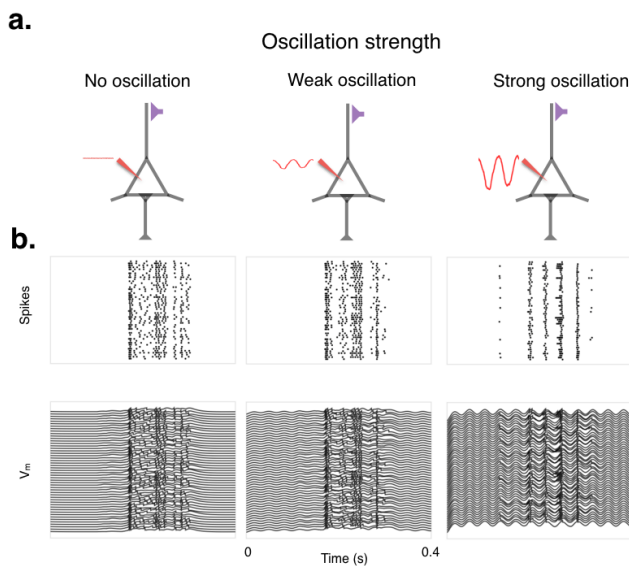 a.
Oscillation strength
No oscillation
Weak oscillation
Strong oscillation
b.
Spikes
Vm
0
0.4
Time (s)